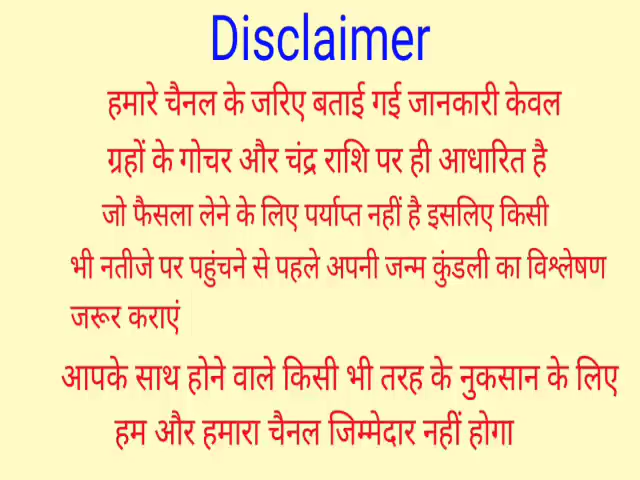 Disclaimer
हमारे चैनल के जरिए बताई गई जानकारी केवल
ग्रहों के गोचर और चंद्र राशि पर ही आधारित है
जो फैसला लेने के लिए पर्याप्त नहीं है इसलिए किसी
भी नतीजे पर पहुंचने से पहले अपनी जन्म कुंडली का विश्लेषण
जरूर कराएं
आपके साथ होने वाले किसी भी तरह के नुकसान के लिए
हम और हमारा चैनल जिम्मेदार नहीं होगा